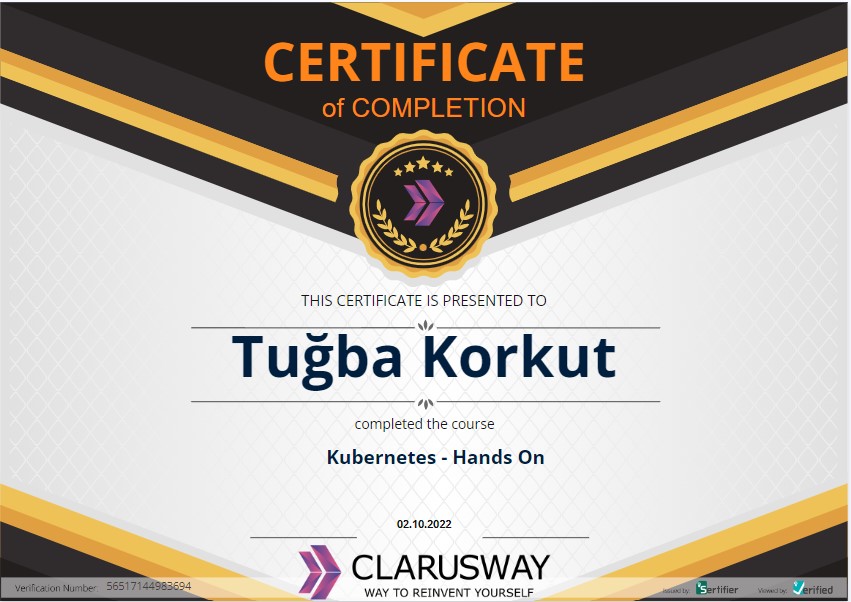 CERTIFICATE
of COMPLETION
THIS CERTIFICATE IS PRESENTED TO
Tuğba Korkut
completed the course
Kubernetes - Hands On
02.10.2022
CLARUSWAY
WAY TO REINVENT YOURSELF
Verification Number: 56517144983694
Issued by Sertifier Viewed by Verified